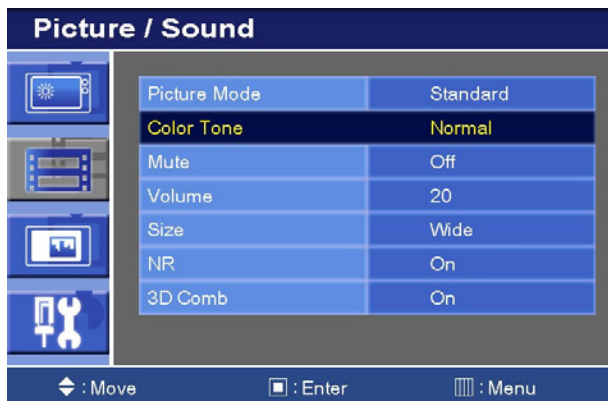 Picture / Sound
Picture Mode Standard
Color Tone Normal
Mute Off
Volume 20
Size Wide
NR On
3D Comb On
: Move : Enter : Menu